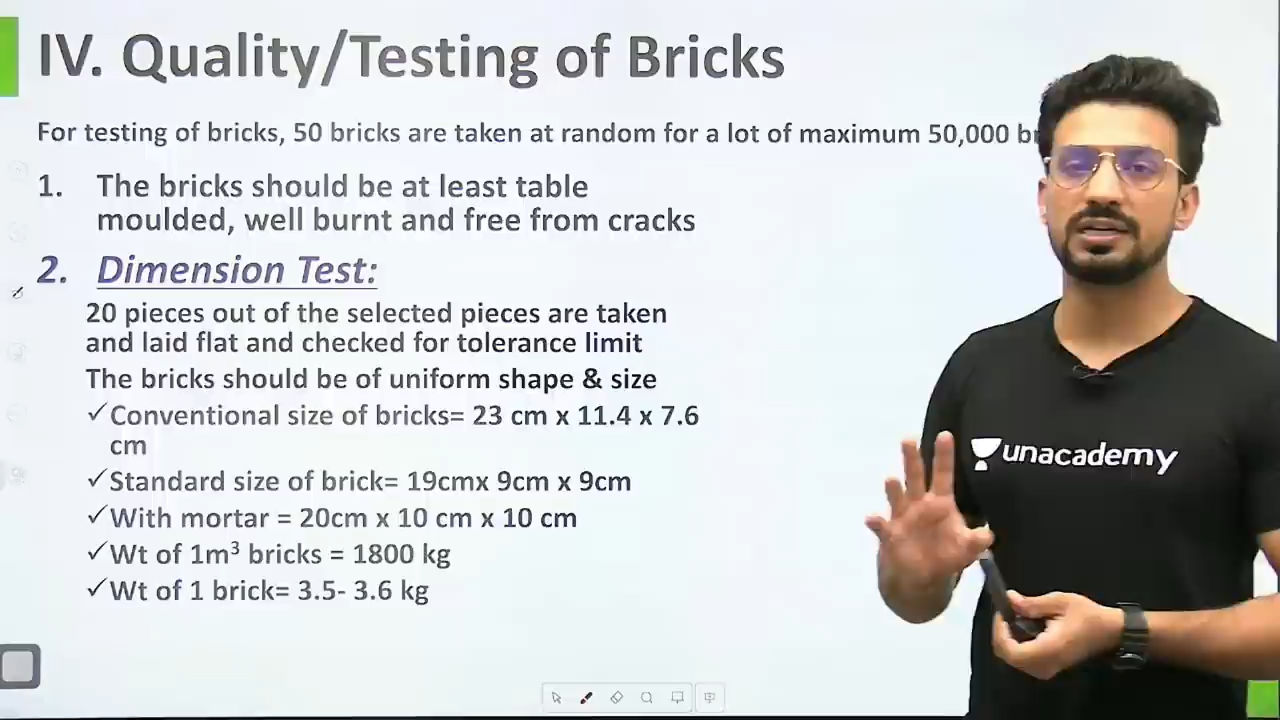 IV. Quality/Testing of Bricks
For testing of bricks, 50 bricks are taken at random for a lot of maximum 50,000
1. The bricks should be at least table
moulded, well burnt and free from cracks
2. Dimension Test:
20 pieces out of the selected pieces are taken
and laid flat and checked for tolerance limit
The bricks should be of uniform shape & size
✓Conventional size of bricks= 23 cm x 11.4 x 7.6
cm
✓Standard size of brick= 19cmx 9cm x 9cm
✓With mortar = 20cm x 10 cm x 10 cm
✓Wt of 1m³ bricks = 1800 kg
✓Wt of 1 brick= 3.5- 3.6 kg
unacademy